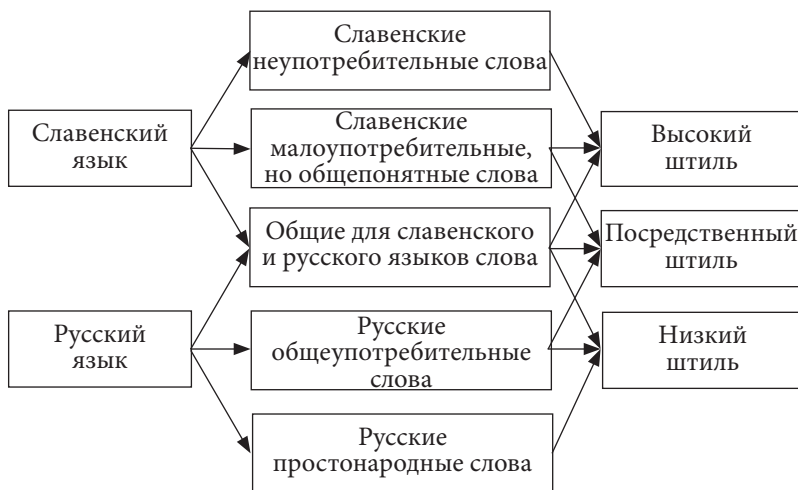 Славенские
неупотребительные слова
Славенский
язык
Славенские
малоупотребительные,
но общепонятные слова
Высокий
штиль
Общие для славенского
и русского языков слова
Посредственный
штиль
Русский
язык
Русские
общеупотребительные
слова
Низкий
штиль
Русские
простонародные слова